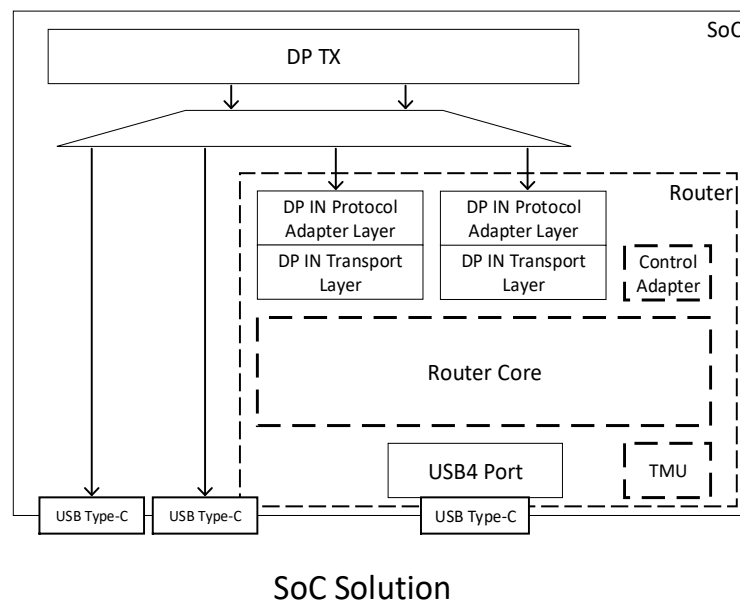 SoC
DP TX
Router
DP IN Protocol
Adapter Layer
DP IN Transport
Layer
DP IN Protocol
Adapter Layer
DP IN Transport
Layer
Control
Adapter
Router Core
USB4 Port
TMU
USB Type-C
USB Type-C
USB Type-C
SoC Solution